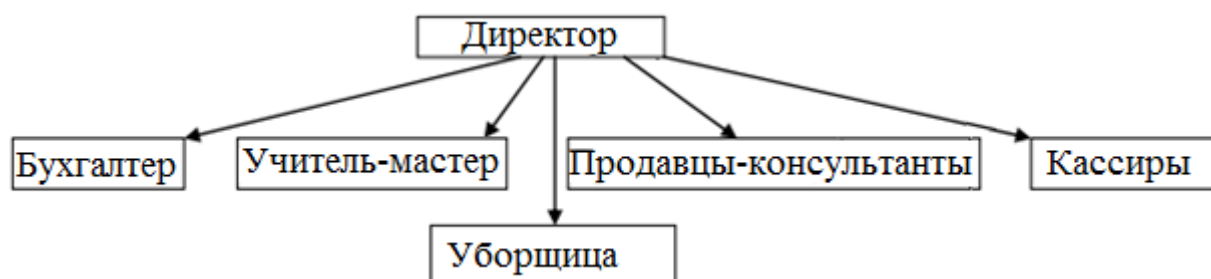 Директор
Бухгалтер
Учитель-мастер
Продавцы-консультанты
Кассиры
Уборщица